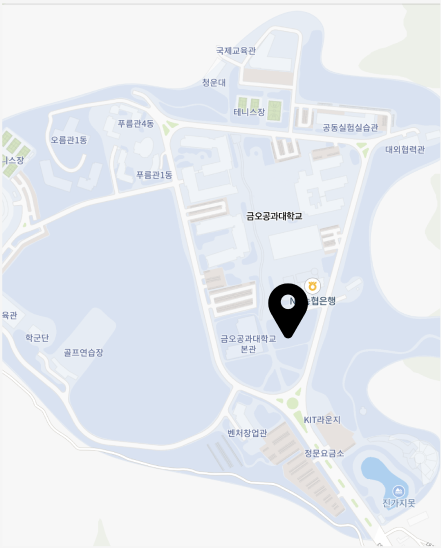 국제교육관
청운대
테니스장
푸름관4동
공동실험실습관
오름관1동
대외협력관
니스장
푸름관1동
금오공과대학교
N 농협은행
육관
학군단
골프연습장
금오공과대학교
본관
KIT라운지
벤처창업관
정문요금소
진가지못